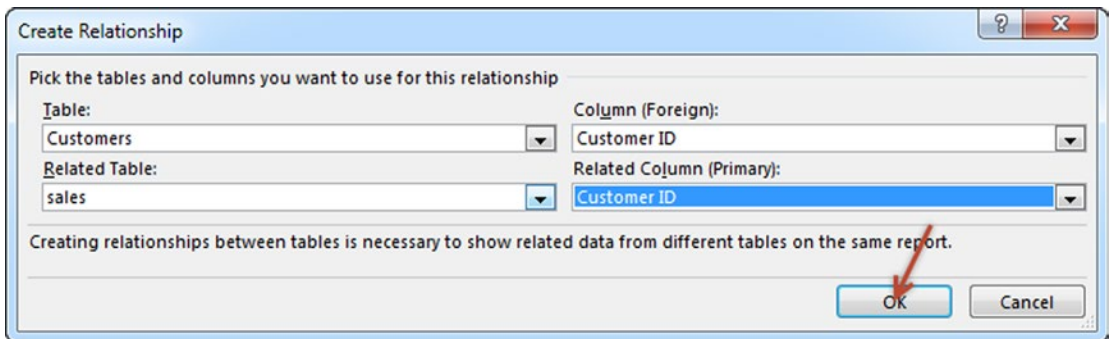 Create Relationship
Pick the tables and columns you want to use for this relationship
Table: Column (Foreign):
Customers Customer ID
Related Table: Related Column (Primary):
sales Customer ID
Creating relationships between tables is necessary to show related data from different tables on the same report.
OK Cancel